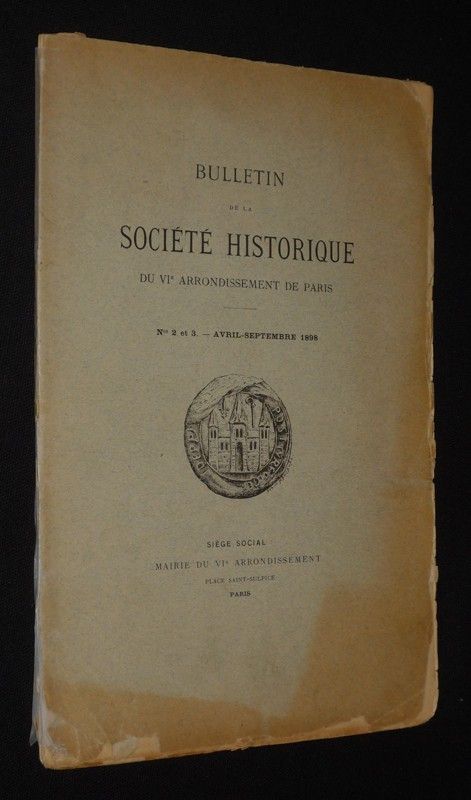 BULLETIN
DE LA
SOCIÉTÉ HISTORIQUE
DU VIᵉ ARRONDISSEMENT DE PARIS
Nᵒˢ 2 et 3. — AVRIL-SEPTEMBRE 1898
SIÈGE SOCIAL
MAIRIE DU VIᵉ ARRONDISSEMENT
PLACE SAINT-SULPICE
PARIS